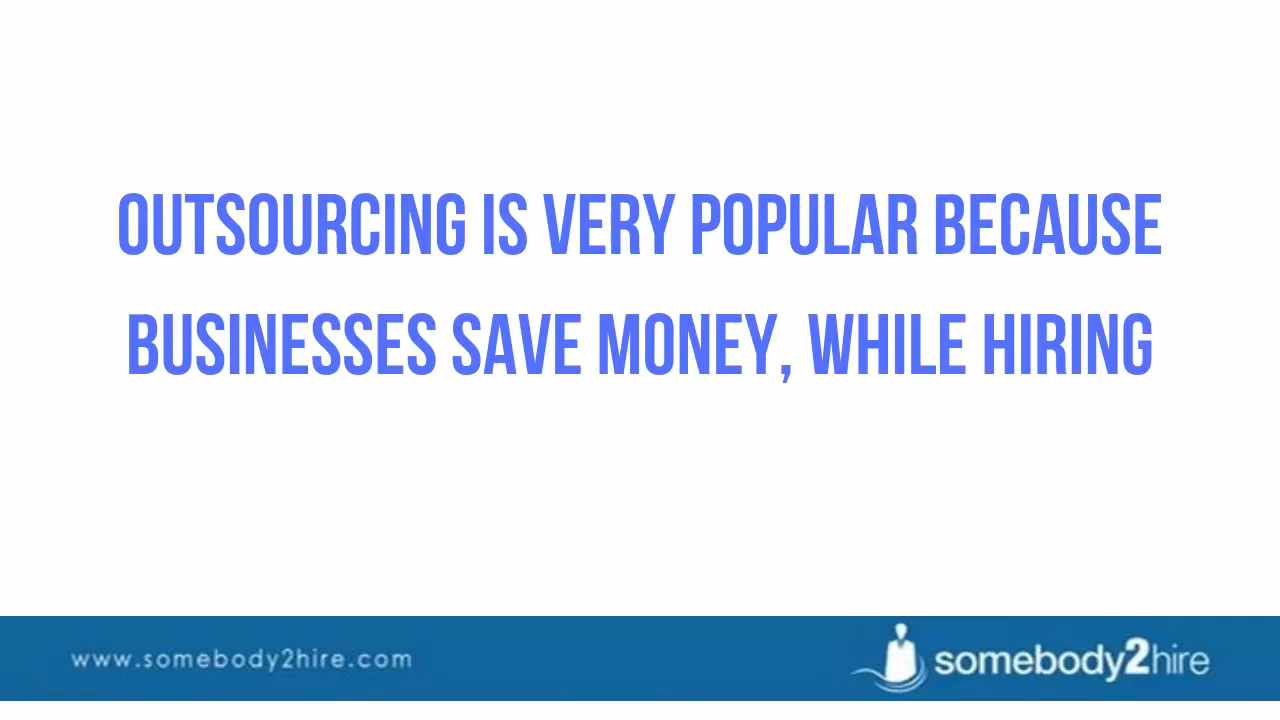 OUTSOURCING IS VERY POPULAR BECAUSE
BUSINESSES SAVE MONEY, WHILE HIRING
www.somebody2hire.com
somebody2hire